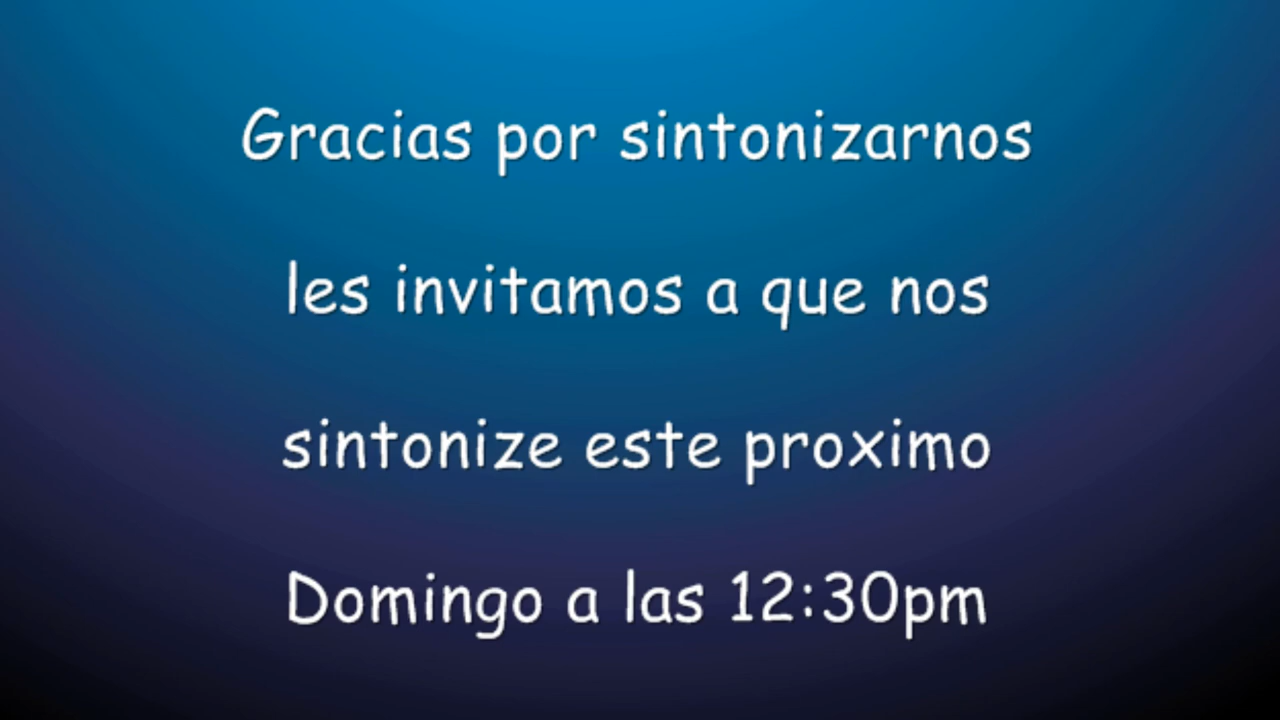 Gracias por sintonizarnos
les invitamos a que nos
sintonize este proximo
Domingo a las 12:30pm